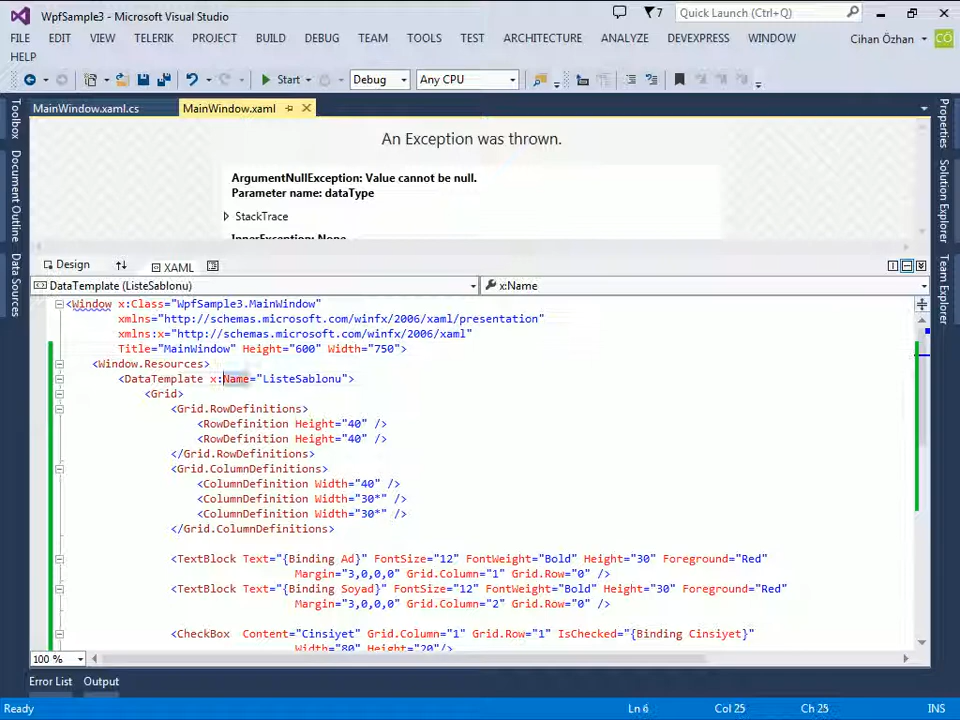 WpfSample3 - Microsoft Visual Studio
7
Quick Launch (Ctrl+Q)
FILE EDIT VIEW TELERIK PROJECT BUILD DEBUG TEAM TOOLS TEST ARCHITECTURE ANALYZE DEVEXPRESS WINDOW
Cihan Özhan
CÖ
HELP
Start
Debug
Any CPU
MainWindow.xaml.cs
MainWindow.xaml
Toolbox
Document Outline
Data Sources
Properties
Solution Explorer
Team Explorer
An Exception was thrown.
ArgumentNullException: Value cannot be null.
Parameter name: dataType
StackTrace
InnerException: None
Design
XAML
DataTemplate (ListeSablonu)
x:Name
<Window x:Class="WpfSample3.MainWindow"
xmlns="http://schemas.microsoft.com/winfx/2006/xaml/presentation"
xmlns:x="http://schemas.microsoft.com/winfx/2006/xaml"
Title="MainWindow" Height="600" Width="750">
<Window.Resources>
<DataTemplate x:Name="ListeSablonu">
<Grid>
<Grid.RowDefinitions>
<RowDefinition Height="40" />
<RowDefinition Height="40" />
</Grid.RowDefinitions>
<Grid.ColumnDefinitions>
<ColumnDefinition Width="40" />
<ColumnDefinition Width="30*" />
<ColumnDefinition Width="30*" />
</Grid.ColumnDefinitions>
<TextBlock Text="{Binding Ad}" FontSize="12" FontWeight="Bold" Height="30" Foreground="Red"
Margin="3,0,0,0" Grid.Column="1" Grid.Row="0" />
<TextBlock Text="{Binding Soyad}" FontSize="12" FontWeight="Bold" Height="30" Foreground="Red"
Margin="3,0,0,0" Grid.Column="2" Grid.Row="0" />
<CheckBox Content="Cinsiyet" Grid.Column="1" Grid.Row="1" IsChecked="{Binding Cinsiyet}"
Width="80" Height="20"/>
100 %
Error List
Output
Ready
Ln 6
Col 25
Ch 25
INS